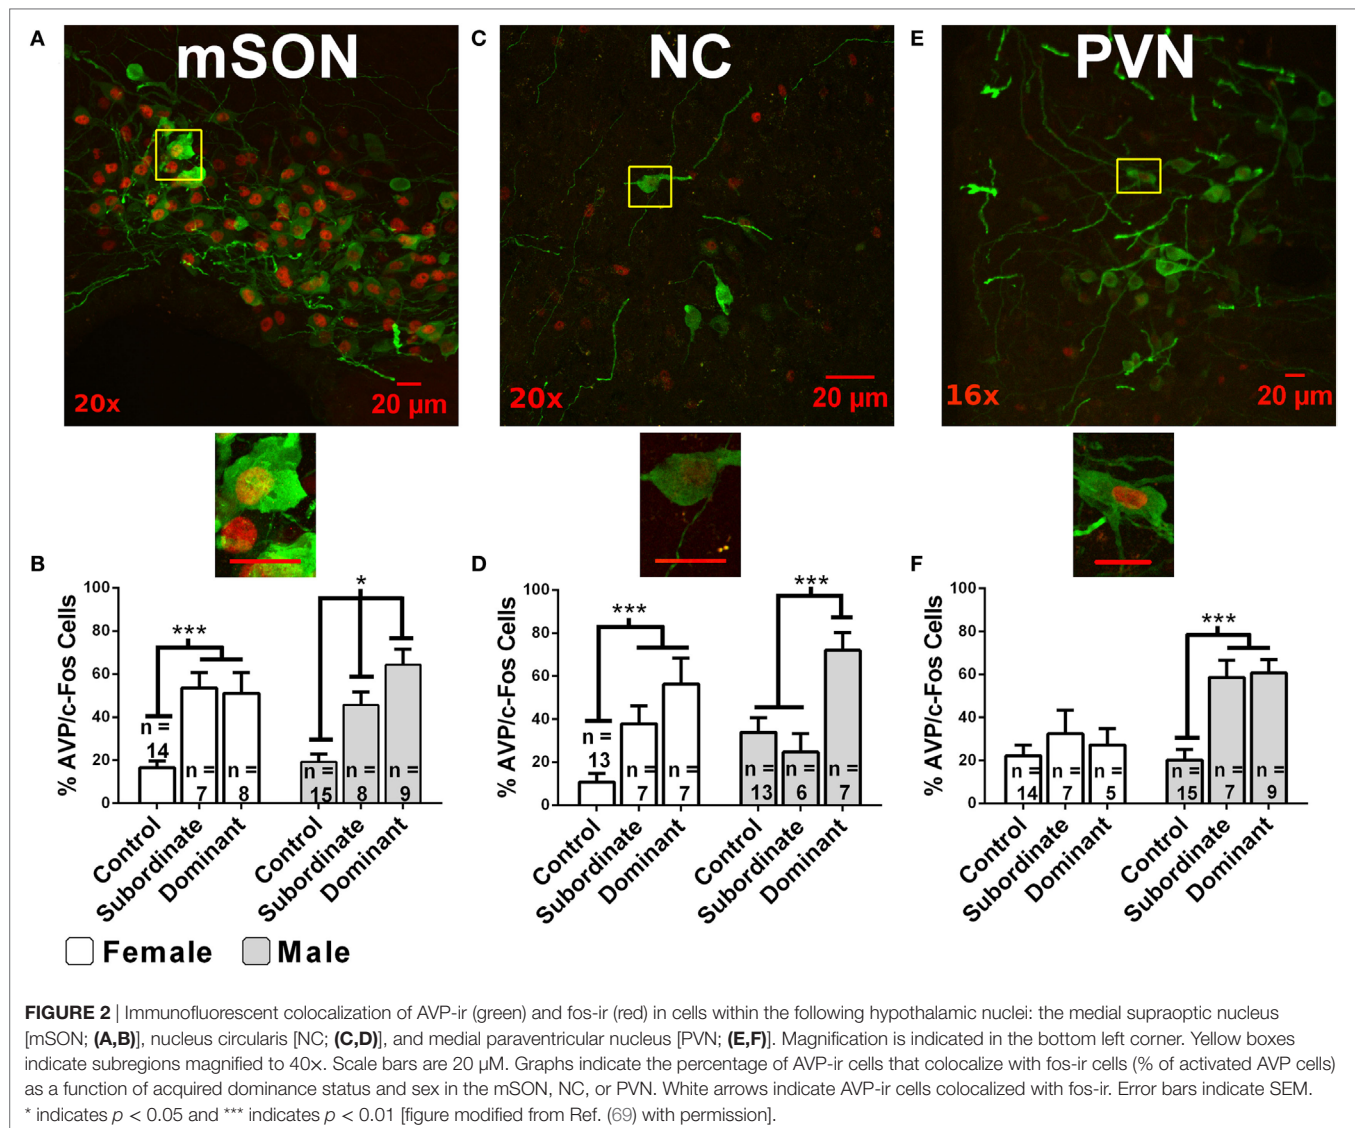 A
mSON
20x
20 µm
C
NC
20x
20 µm
E
PVN
16x
20 µm
B
% AVP/c-Fos Cells
100
80
60
40
20
0
***
*
n =
14
n =
7
n =
8
n =
15
n =
8
n =
9
Control
Subordinate
Dominant
Control
Subordinate
Dominant
D
% AVP/c-Fos Cells
100
80
60
40
20
0
***
***
n =
13
n =
7
n =
7
n =
13
n =
6
n =
7
Control
Subordinate
Dominant
Control
Subordinate
Dominant
F
% AVP/c-Fos Cells
100
80
60
40
20
0
***
n =
14
n =
7
n =
5
n =
15
n =
7
n =
9
Control
Subordinate
Dominant
Control
Subordinate
Dominant
Female
Male
FIGURE 2 | Immunofluorescent colocalization of AVP-ir (green) and fos-ir (red) in cells within the following hypothalamic nuclei: the medial supraoptic nucleus
[mSON; (A,B)], nucleus circularis [NC; (C,D)], and medial paraventricular nucleus [PVN; (E,F)]. Magnification is indicated in the bottom left corner. Yellow boxes
indicate subregions magnified to 40×. Scale bars are 20 µM. Graphs indicate the percentage of AVP-ir cells that colocalize with fos-ir cells (% of activated AVP cells)
as a function of acquired dominance status and sex in the mSON, NC, or PVN. White arrows indicate AVP-ir cells colocalized with fos-ir. Error bars indicate SEM.
* indicates p < 0.05 and *** indicates p < 0.01 [figure modified from Ref. (69) with permission].